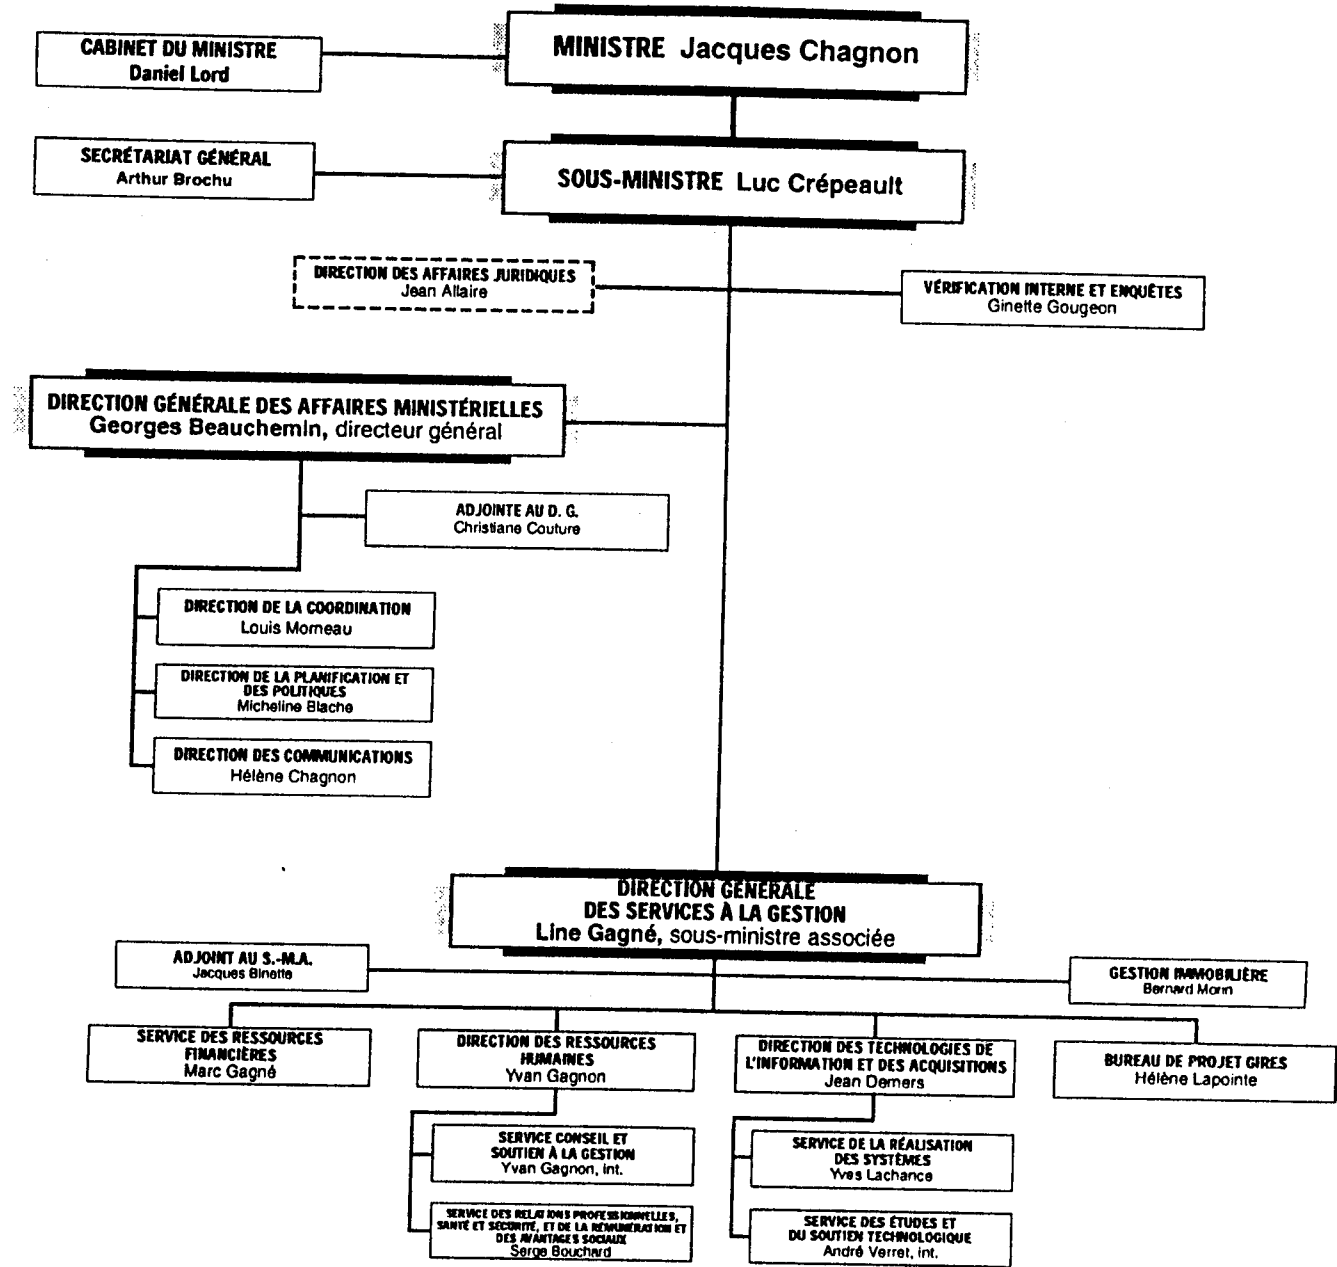 CABINET DU MINISTRE
Daniel Lord
MINISTRE Jacques Chagnon
SECRÉTARIAT GÉNÉRAL
Arthur Brochu
SOUS-MINISTRE Luc Crépeault
DIRECTION DES AFFAIRES JURIDIQUES
Jean Allaire
VÉRIFICATION INTERNE ET ENQUÊTES
Ginette Gougeon
DIRECTION GÉNÉRALE DES AFFAIRES MINISTÉRIELLES
Georges Beauchemin, directeur général
ADJOINTE AU D. G.
Christiane Couture
DIRECTION DE LA COORDINATION
Louis Morneau
DIRECTION DE LA PLANIFICATION ET
DES POLITIQUES
Micheline Blache
DIRECTION DES COMMUNICATIONS
Hélène Chagnon
DIRECTION GÉNÉRALE
DES SERVICES À LA GESTION
Line Gagné, sous-ministre associée
ADJOINT AU S.-M.A.
Jacques Binette
GESTION IMMOBILIÈRE
Bernard Morin
SERVICE DES RESSOURCES
FINANCIÈRES
Marc Gagné
DIRECTION DES RESSOURCES
HUMAINES
Yvan Gagnon
DIRECTION DES TECHNOLOGIES DE
L'INFORMATION ET DES ACQUISITIONS
Jean Demers
BUREAU DE PROJET GIRES
Hélène Lapointe
SERVICE CONSEIL ET
SOUTIEN À LA GESTION
Yvan Gagnon, int.
SERVICE DE LA RÉALISATION
DES SYSTÈMES
Yves Lachance
SERVICE DES RELATIONS PROFESSIONNELLES,
SANTÉ ET SÉCURITÉ, ET DE LA RÉMUNÉRATION ET
DES AVANTAGES SOCIAUX
Serge Bouchard
SERVICE DES ÉTUDES ET
DU SOUTIEN TECHNOLOGIQUE
André Verret, int.